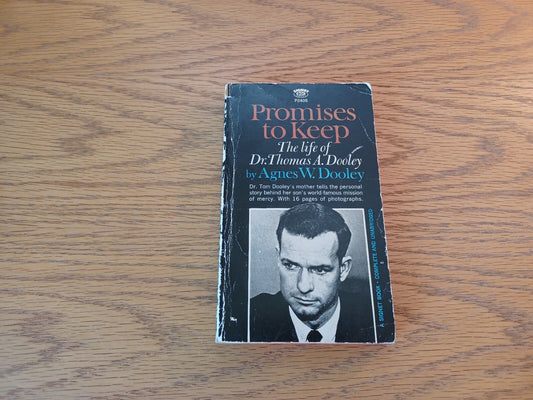 SIGNET
P2408
Promises
to Keep
The life of
Dr. Thomas A. Dooley
by Agnes W. Dooley
Dr. Tom Dooley's mother tells the personal
story behind her son's world famous mission
of mercy. With 16 pages of photographs.
A SIGNET BOOK • COMPLETE AND UNABRIDGED